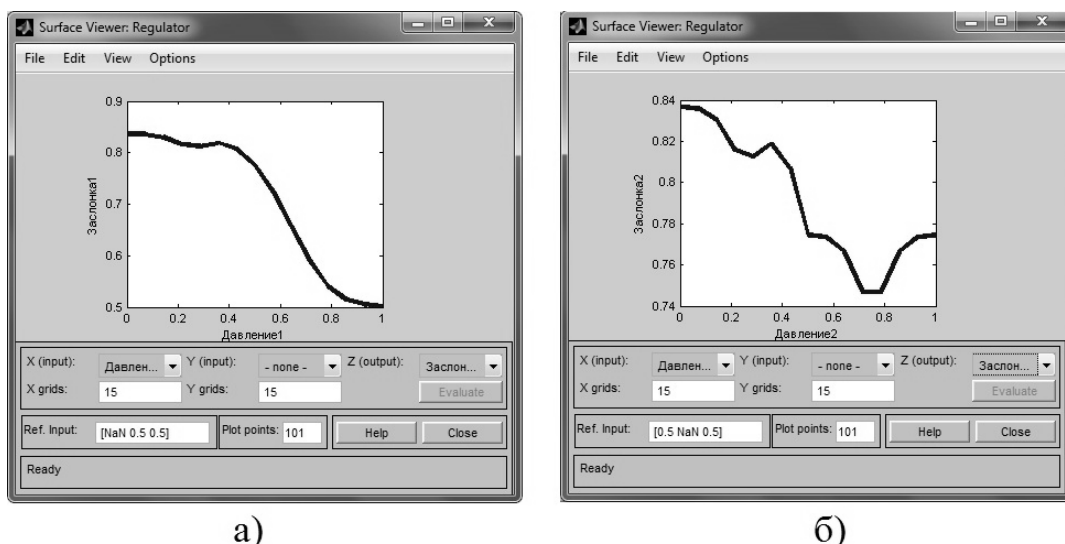 Surface Viewer: Regulator
File Edit View Options
0.9
0.8
0.7
0.6
0.5
Заслонка1
0 0.2 0.4 0.6 0.8 1
Давление1
X (input): Давлен... Y (input): - none - Z (output): Заслон...
X grids: 15 Y grids: 15 Evaluate
Ref. Input: [NaN 0.5 0.5] Plot points: 101 Help Close
Ready
а)
Surface Viewer: Regulator
File Edit View Options
0.84
0.82
0.8
0.78
0.76
0.74
Заслонка2
0 0.2 0.4 0.6 0.8 1
Давление2
X (input): Давлен... Y (input): - none - Z (output): Заслон...
X grids: 15 Y grids: 15 Evaluate
Ref. Input: [0.5 NaN 0.5] Plot points: 101 Help Close
Ready
б)